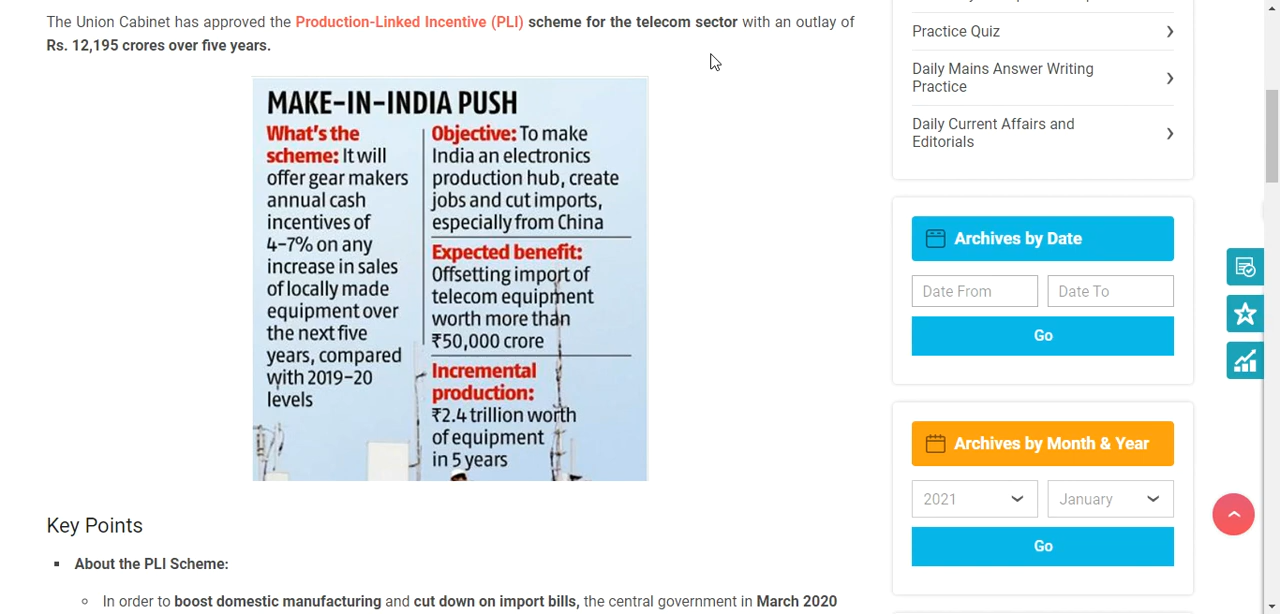 The Union Cabinet has approved the Production-Linked Incentive (PLI) scheme for the telecom sector with an outlay of
Rs. 12,195 crores over five years.
MAKE-IN-INDIA PUSH
What's the
scheme: It will
offer gear makers
annual cash
incentives of
4-7% on any
increase in sales
of locally made
equipment over
the next five
years, compared
with 2019-20
levels
Objective: To make
India an electronics
production hub, create
jobs and cut imports,
especially from China
Expected benefit:
Offsetting import of
telecom equipment
worth more than
₹50,000 crore
Incremental
production:
₹2.4 trillion worth
of equipment
in 5 years
Key Points
▪ About the PLI Scheme:
○ In order to boost domestic manufacturing and cut down on import bills, the central government in March 2020
Practice Quiz
Daily Mains Answer Writing
Practice
Daily Current Affairs and
Editorials
Archives by Date
Date From Date To
Go
Archives by Month & Year
2021 January
Go